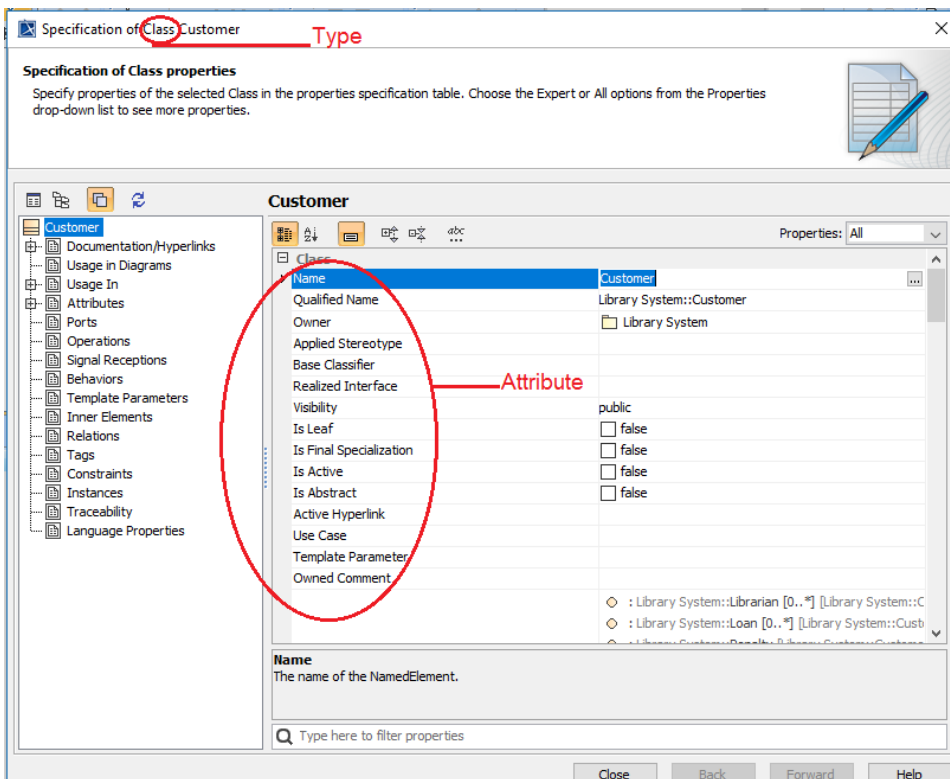 Specification of Class Customer
Type
Specification of Class properties
Specify properties of the selected Class in the properties specification table. Choose the Expert or All options from the Properties
drop-down list to see more properties.
Customer
Documentation/Hyperlinks
Usage in Diagrams
Usage In
Attributes
Ports
Operations
Signal Receptions
Behaviors
Template Parameters
Inner Elements
Relations
Tags
Constraints
Instances
Traceability
Language Properties
Customer
abc
...
Properties: All
Class
Name Customer ...
Qualified Name Library System::Customer
Owner Library System
Applied Stereotype
Base Classifier
Realized Interface
Attribute
Visibility public
Is Leaf false
Is Final Specialization false
Is Active false
Is Abstract false
Active Hyperlink
Use Case
Template Parameter
Owned Comment
: Library System::Librarian [0..*] [Library System::C
: Library System::Loan [0..*] [Library System::Cust
Name
The name of the NamedElement.
Type here to filter properties
Close Back Forward Help